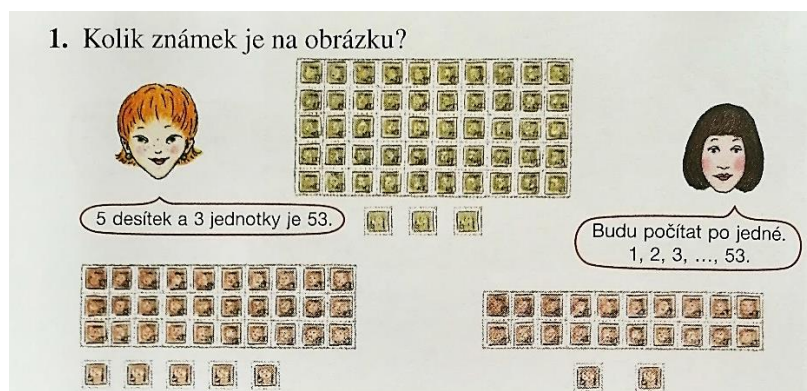 1. Kolik známek je na obrázku?
5 desítek a 3 jednotky je 53.
Budu počítat po jedné.
1, 2, 3, ..., 53.